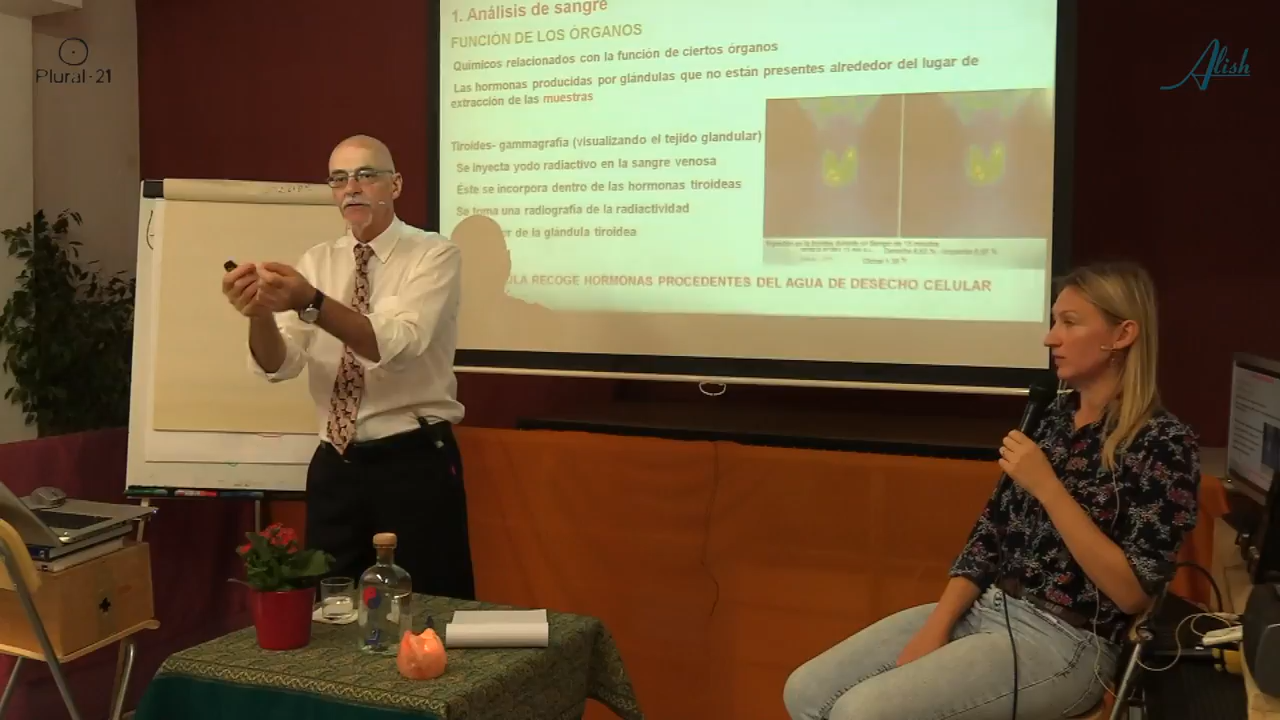 Plural-21
Alish
1. Análisis de sangre
FUNCIÓN DE LOS ÓRGANOS
Químicos relacionados con la función de ciertos órganos
Las hormonas producidas por glándulas que no están presentes alrededor del lugar de
extracción de las muestras
Tiroides- gammagrafía (visualizando el tejido glandular)
Se inyecta yodo radiactivo en la sangre venosa
Éste se incorpora dentro de las hormonas tiroideas
Se toma una radiografía de la radiactividad
de la glándula tiroidea
RECOGE HORMONAS PROCEDENTES DEL AGUA DE DESECHO CELULAR